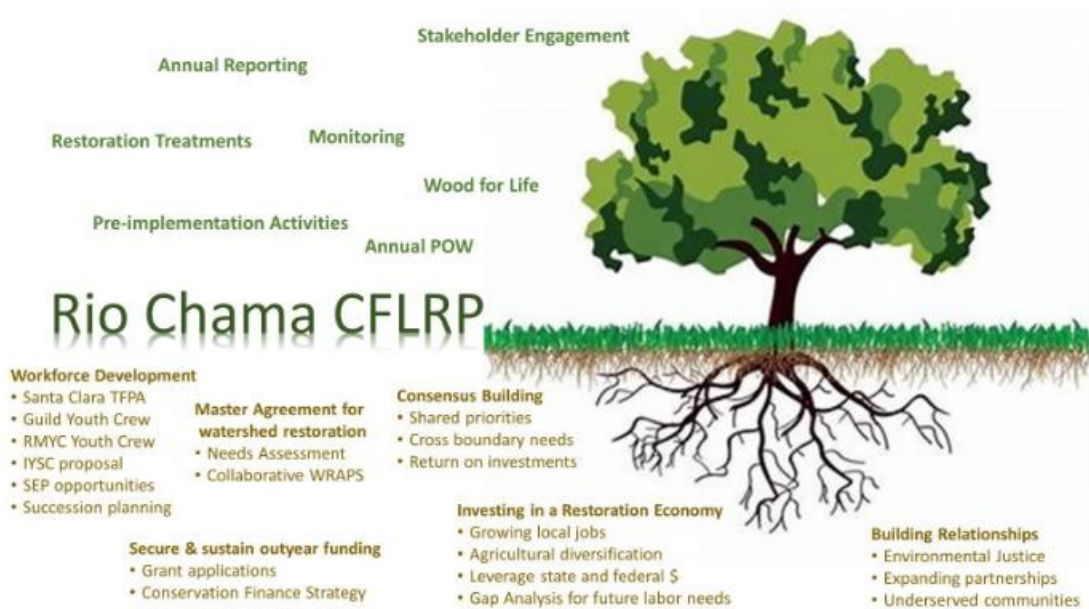 Stakeholder Engagement
Annual Reporting
Restoration Treatments
Monitoring
Wood for Life
Pre-implementation Activities
Annual POW
Rio Chama CFLRP
Workforce Development
• Santa Clara TFPA
• Guild Youth Crew
• RMYC Youth Crew
• IYSC proposal
• SEP opportunities
• Succession planning
Master Agreement for
watershed restoration
• Needs Assessment
• Collaborative WRAPS
Consensus Building
• Shared priorities
• Cross boundary needs
• Return on investments
Secure & sustain outyear funding
• Grant applications
• Conservation Finance Strategy
Investing in a Restoration Economy
• Growing local jobs
• Agricultural diversification
• Leverage state and federal $
• Gap Analysis for future labor needs
Building Relationships
• Environmental Justice
• Expanding partnerships
• Underserved communities